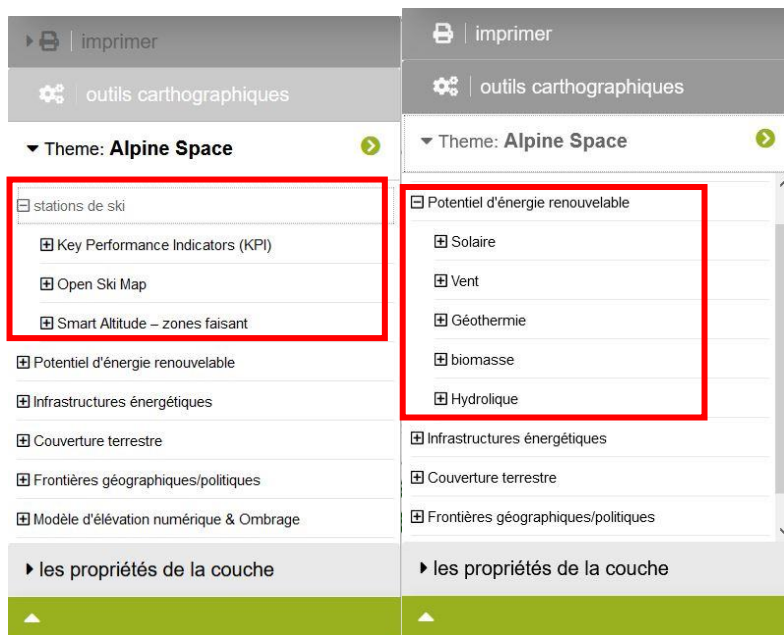 imprimer
outils carthographiques
Theme: Alpine Space
stations de ski
Key Performance Indicators (KPI)
Open Ski Map
Smart Altitude – zones faisant
Potentiel d'énergie renouvelable
Infrastructures énergétiques
Couverture terrestre
Frontières géographiques/politiques
Modèle d'élévation numérique & Ombrage
les propriétés de la couche
imprimer
outils carthographiques
Theme: Alpine Space
Potentiel d'énergie renouvelable
Solaire
Vent
Géothermie
biomasse
Hydrolique
Infrastructures énergétiques
Couverture terrestre
Frontières géographiques/politiques
les propriétés de la couche